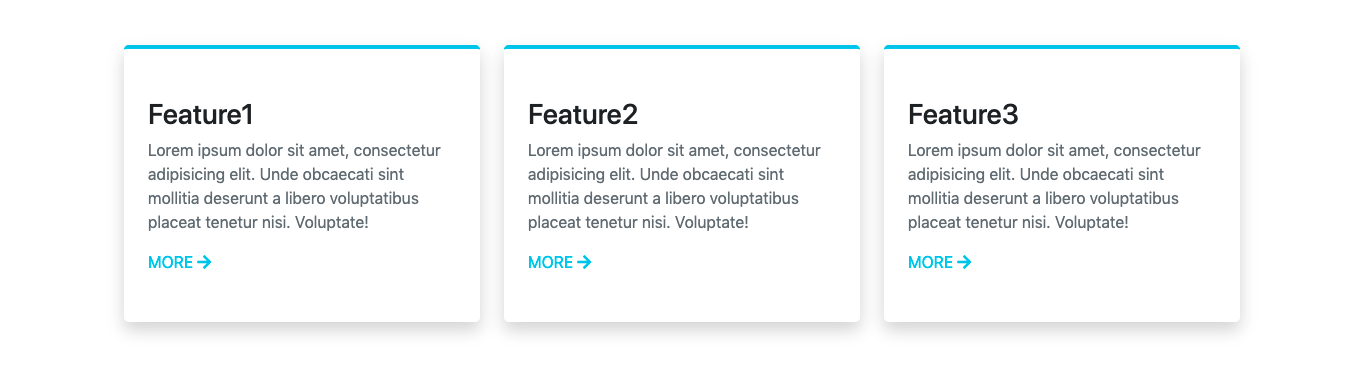 Feature1
Lorem ipsum dolor sit amet, consectetur
adipisicing elit. Unde obcaecati sint
mollitia deserunt a libero voluptatibus
placeat tenetur nisi. Voluptate!
MORE →
Feature2
Lorem ipsum dolor sit amet, consectetur
adipisicing elit. Unde obcaecati sint
mollitia deserunt a libero voluptatibus
placeat tenetur nisi. Voluptate!
MORE →
Feature3
Lorem ipsum dolor sit amet, consectetur
adipisicing elit. Unde obcaecati sint
mollitia deserunt a libero voluptatibus
placeat tenetur nisi. Voluptate!
MORE →